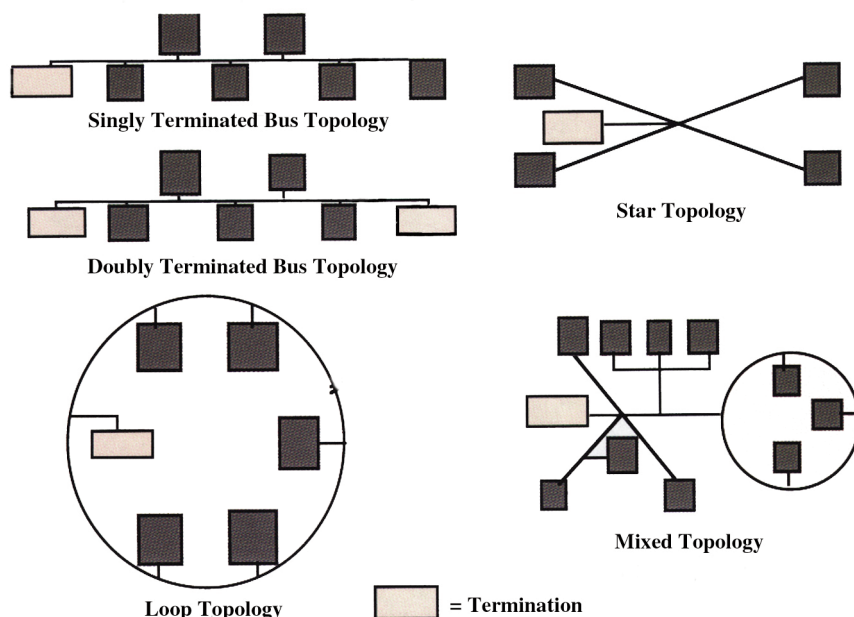 Singly Terminated Bus Topology
Doubly Terminated Bus Topology
Star Topology
Loop Topology
Mixed Topology
= Termination